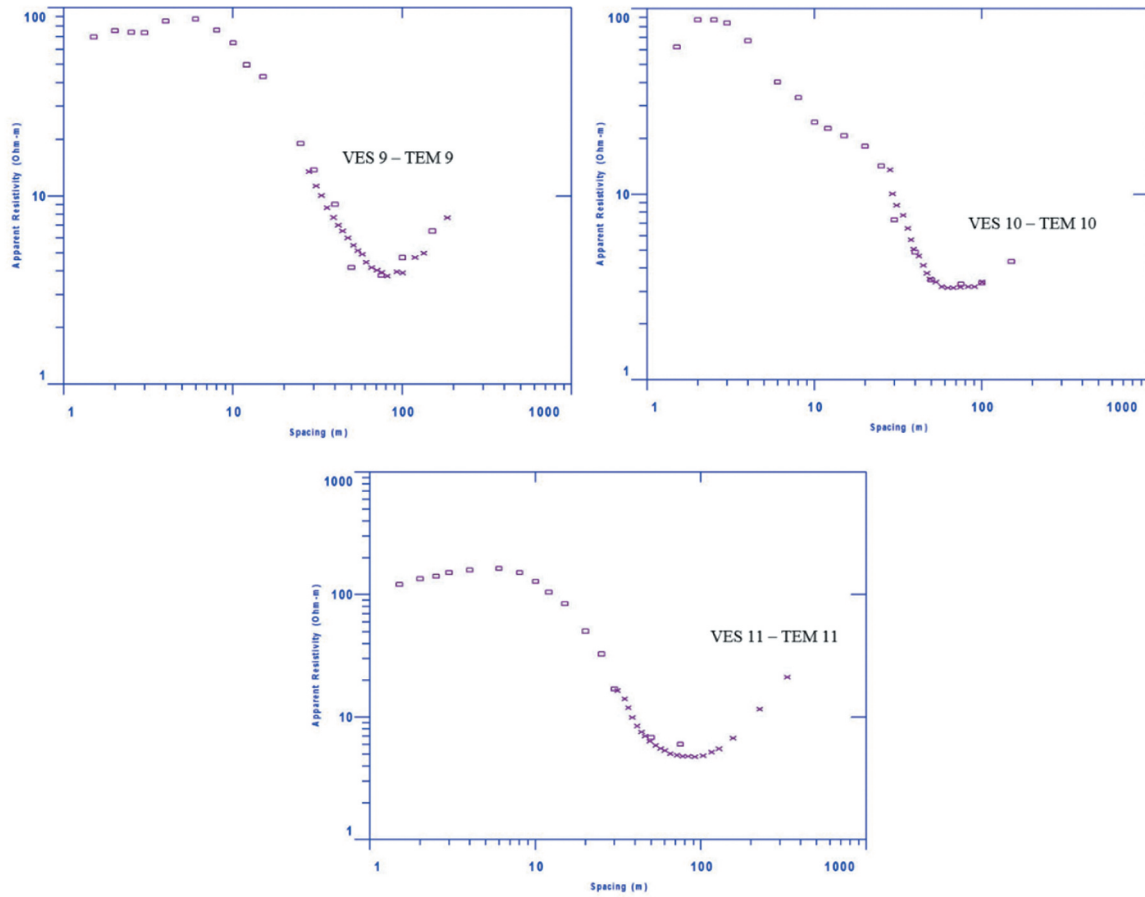 100
10
1
Apparent Resistivity (Ohm-m)
VES 9 – TEM 9
1 10 100 1000
Spacing (m)
100
10
1
Apparent Resistivity (Ohm-m)
VES 10 – TEM 10
1 10 100 1000
Spacing (m)
1000
100
10
1
Apparent Resistivity (Ohm-m)
VES 11 – TEM 11
1 10 100 1000
Spacing (m)